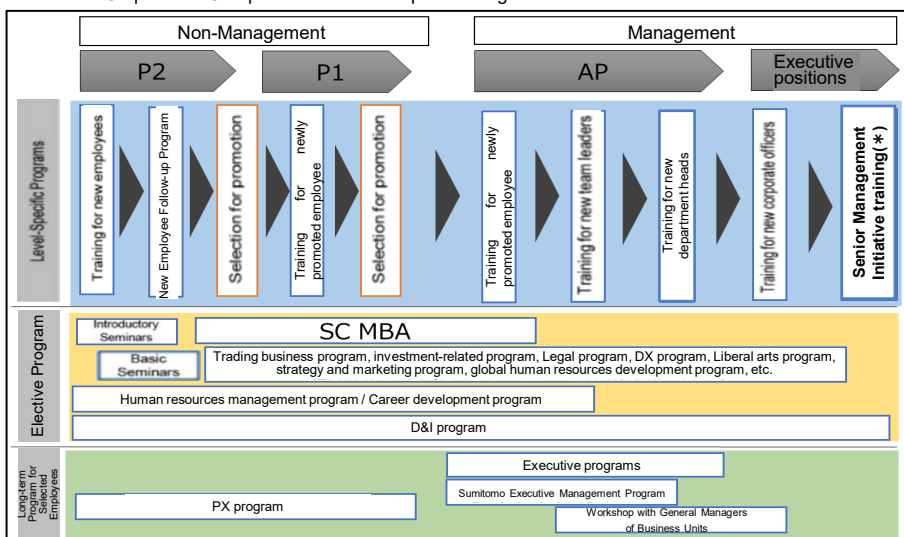 Non-Management
Management
P2
P1
AP
Executive
positions
Level-Specific Programs
Training for new employees
New Employee Follow-up Program
Selection for promotion
Training for newly
promoted employee
Selection for promotion
Training for newly
promoted employee
Training for new team leaders
Training for new
department heads
Training for new corporate officers
Senior Management
Initiative training(*)
Elective Program
Introductory
Seminars
SC MBA
Basic
Seminars
Trading business program, investment-related program, Legal program, DX program, Liberal arts program,
strategy and marketing program, global human resources development program, etc.
Human resources management program / Career development program
D&I program
Long-term
Program for
Selected
Employees
Executive programs
PX program
Sumitomo Executive Management Program
Workshop with General Managers
of Business Units